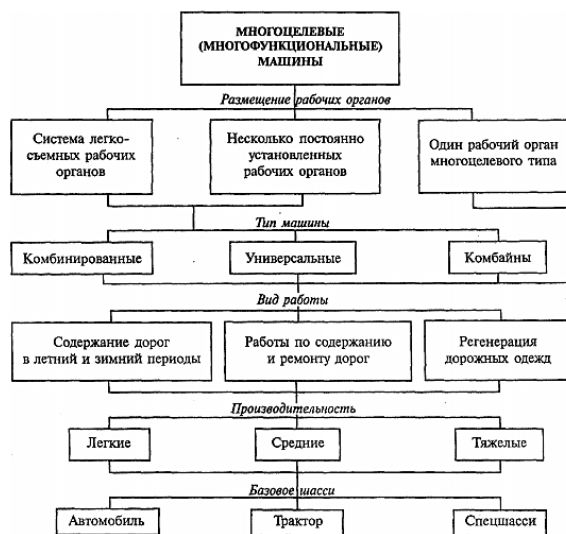 МНОГОЦЕЛЕВЫЕ
(МНОГОФУНКЦИОНАЛЬНЫЕ)
МАШИНЫ
Размещение рабочих органов
Система легко-
съемных рабочих
органов
Несколько постоянно
установленных
рабочих органов
Один рабочий орган
многоцелевого типа
Тип машины
Комбинированные
Универсальные
Комбайны
Вид работы
Содержание дорог
в летний и зимний периоды
Работы по содержанию
и ремонту дорог
Регенерация
дорожных одежд
Производительность
Легкие
Средние
Тяжелые
Базовое шасси
Автомобиль
Трактор
Спецшасси